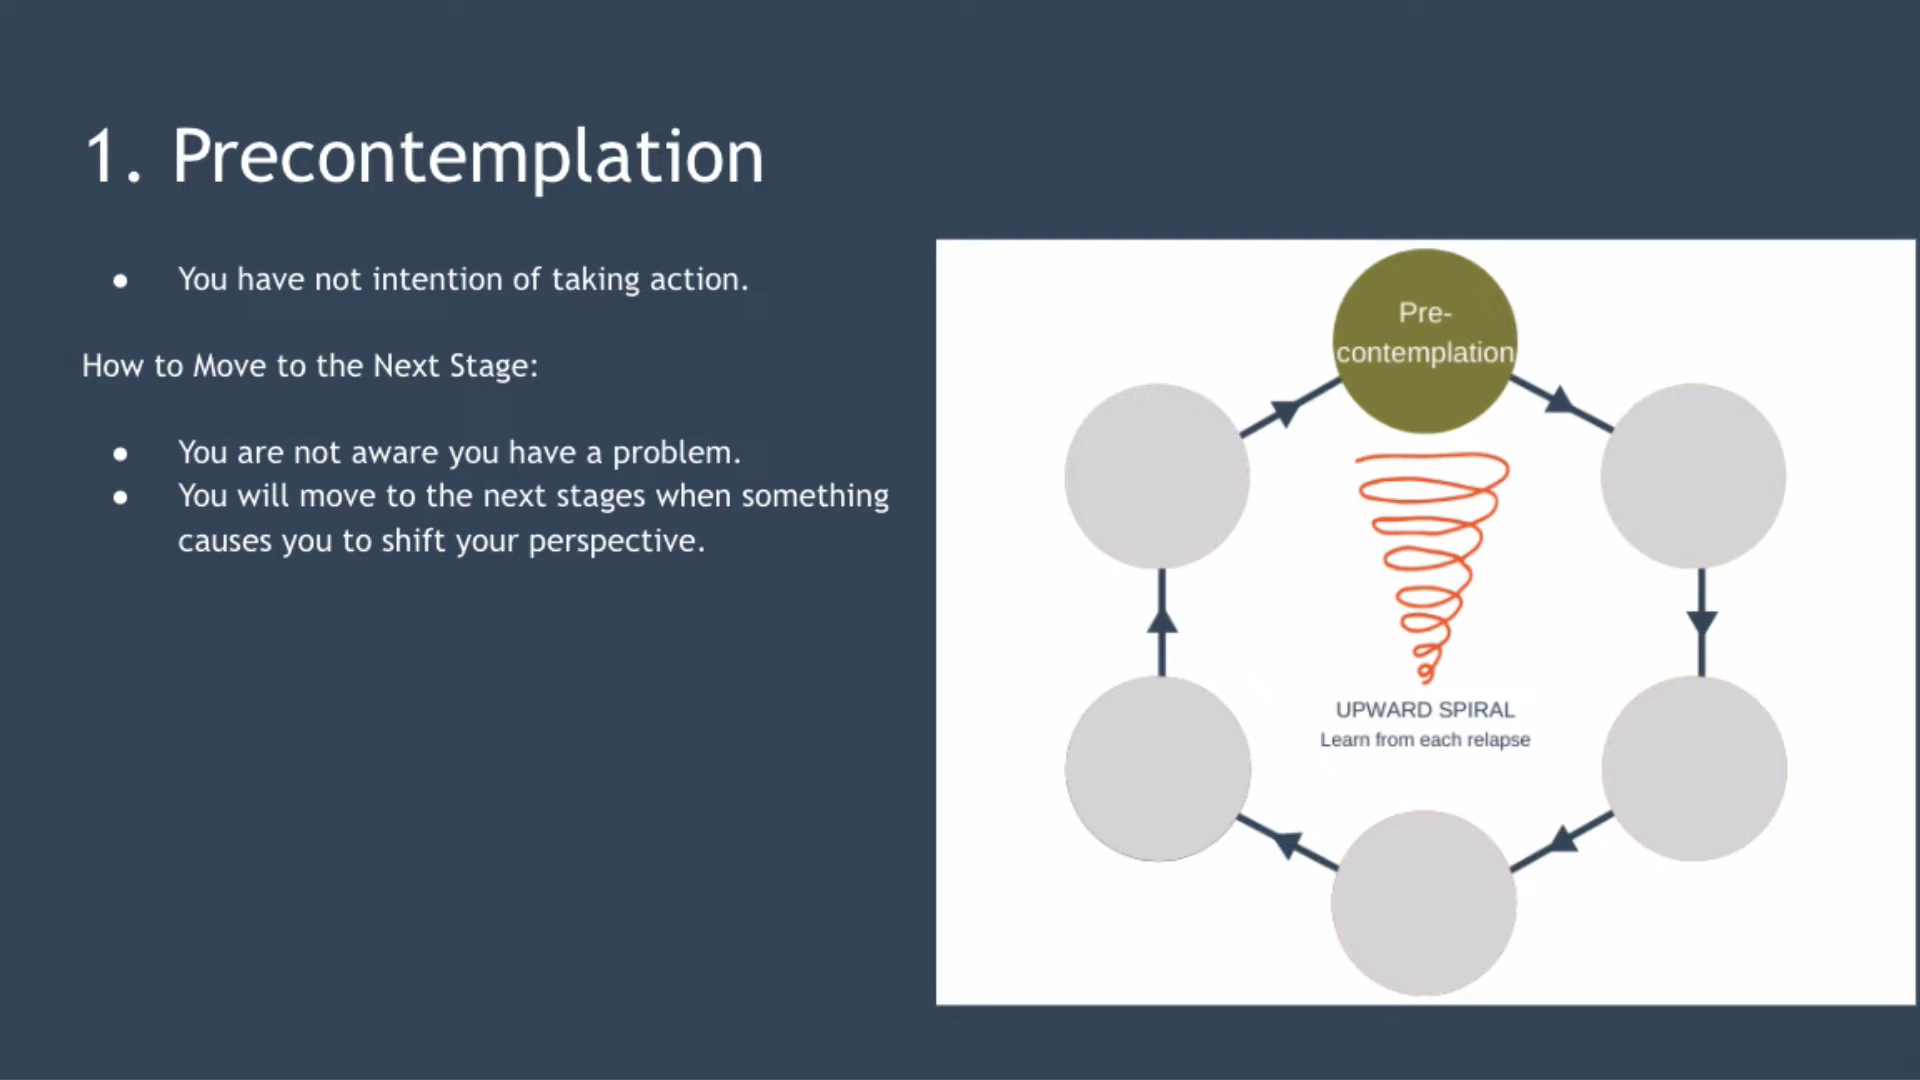 1. Precontemplation
● You have not intention of taking action.
How to Move to the Next Stage:
● You are not aware you have a problem.
● You will move to the next stages when something
causes you to shift your perspective.
Pre-
contemplation
UPWARD SPIRAL
Learn from each relapse